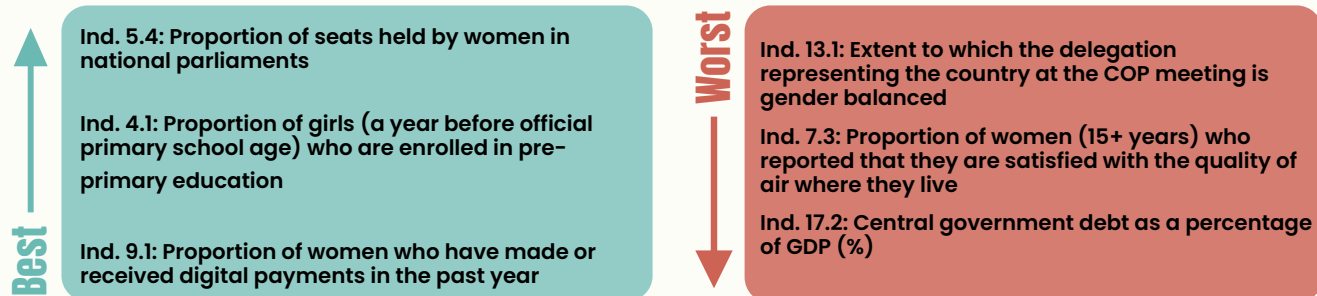 Best
Ind. 5.4: Proportion of seats held by women in
national parliaments
Ind. 4.1: Proportion of girls (a year before official
primary school age) who are enrolled in pre-
primary education
Ind. 9.1: Proportion of women who have made or
received digital payments in the past year
Worst
Ind. 13.1: Extent to which the delegation
representing the country at the COP meeting is
gender balanced
Ind. 7.3: Proportion of women (15+ years) who
reported that they are satisfied with the quality of
air where they live
Ind. 17.2: Central government debt as a percentage
of GDP (%)